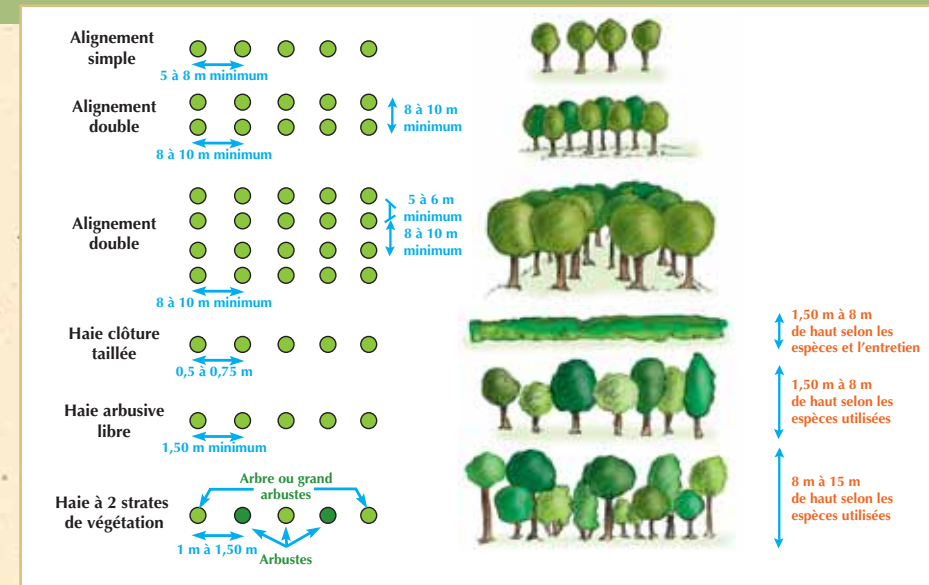 Alignement
simple
5 à 8 m minimum
Alignement
double
8 à 10 m
minimum
8 à 10 m minimum
Alignement
double
5 à 6 m
minimum
8 à 10 m
minimum
8 à 10 m minimum
Haie clôture
taillée
0,5 à 0,75 m
1,50 m à 8 m
de haut selon les
espèces et l'entretien
Haie arbusive
libre
1,50 m minimum
1,50 m à 8 m
de haut selon les
espèces utilisées
Haie à 2 strates
de végétation
Arbre ou grand
arbustes
1 m à 1,50 m
Arbustes
8 m à 15 m
de haut selon les
espèces utilisées